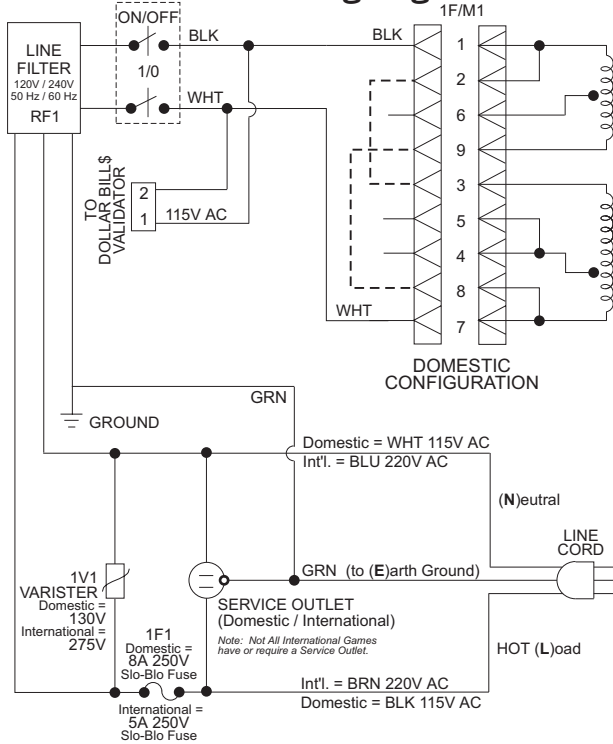 ON/OFF
1F/M1
LINE
FILTER
120V / 240V
50 Hz / 60 Hz
RF1
BLK
1/0
WHT
BLK
1
2
6
9
3
5
4
8
7
WHT
TO
DOLLAR BILL$
VALIDATOR
2
1
115V AC
DOMESTIC
CONFIGURATION
GRN
GROUND
Domestic = WHT 115V AC
Int'l. = BLU 220V AC
(N)eutral
LINE
CORD
GRN (to (E)arth Ground)
1V1
VARISTER
Domestic =
130V
International =
275V
SERVICE OUTLET
(Domestic / International)
Note: Not All International Games
have or require a Service Outlet.
HOT (L)oad
1F1
Domestic =
8A 250V
Slo-Blo Fuse
International =
5A 250V
Slo-Blo Fuse
Int'l. = BRN 220V AC
Domestic = BLK 115V AC